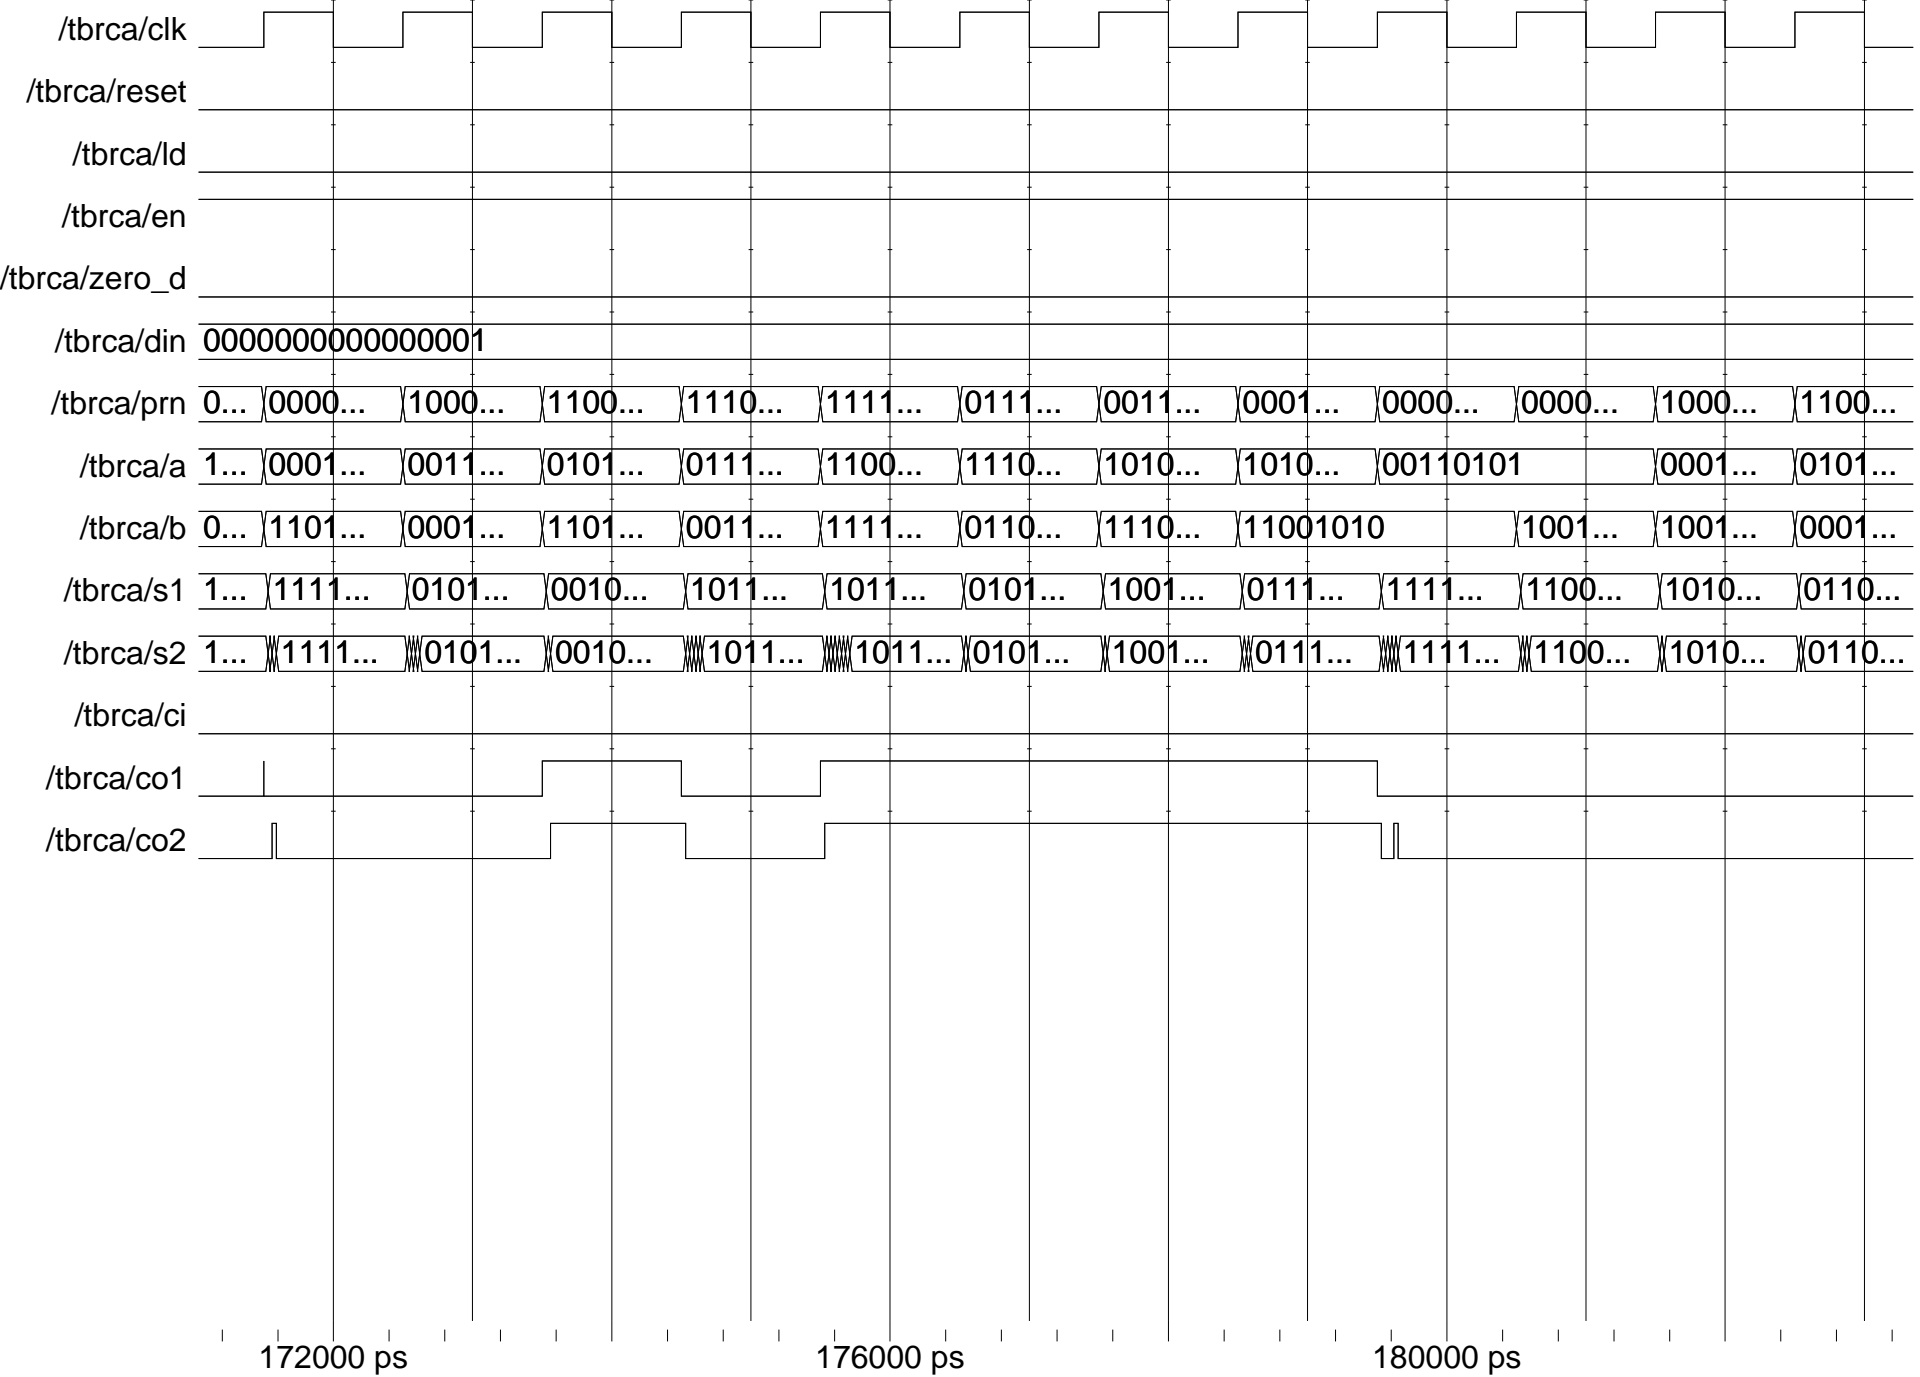 /tbrca/clk
/tbrca/reset
/tbrca/ld
/tbrca/en
/tbrca/zero_d
/tbrca/din 0000000000000001
/tbrca/prn 0... 0000... 1000... 1100... 1110... 1111... 0111... 0011... 0001... 0000... 0000... 1000... 1100...
/tbrca/a 1... 0001... 0011... 0101... 0111... 1100... 1110... 1010... 1010... 00110101 0001... 0101...
/tbrca/b 0... 1101... 0001... 1101... 0011... 1111... 0110... 1110... 11001010 1001... 1001... 0001...
/tbrca/s1 1... 1111... 0101... 0010... 1011... 1011... 0101... 1001... 0111... 1111... 1100... 1010... 0110...
/tbrca/s2 1... 1111... 0101... 0010... 1011... 1011... 0101... 1001... 0111... 1111... 1100... 1010... 0110...
/tbrca/ci
/tbrca/co1
/tbrca/co2
172000 ps 176000 ps 180000 ps